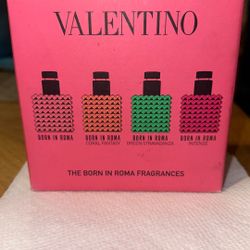 VALENTINO
BORN IN ROMA BORN IN ROMA BORN IN ROMA BORN IN ROMA
CORAL FANTASY GREEN STRAVAGANZA INTENSE
THE BORN IN ROMA FRAGRANCES